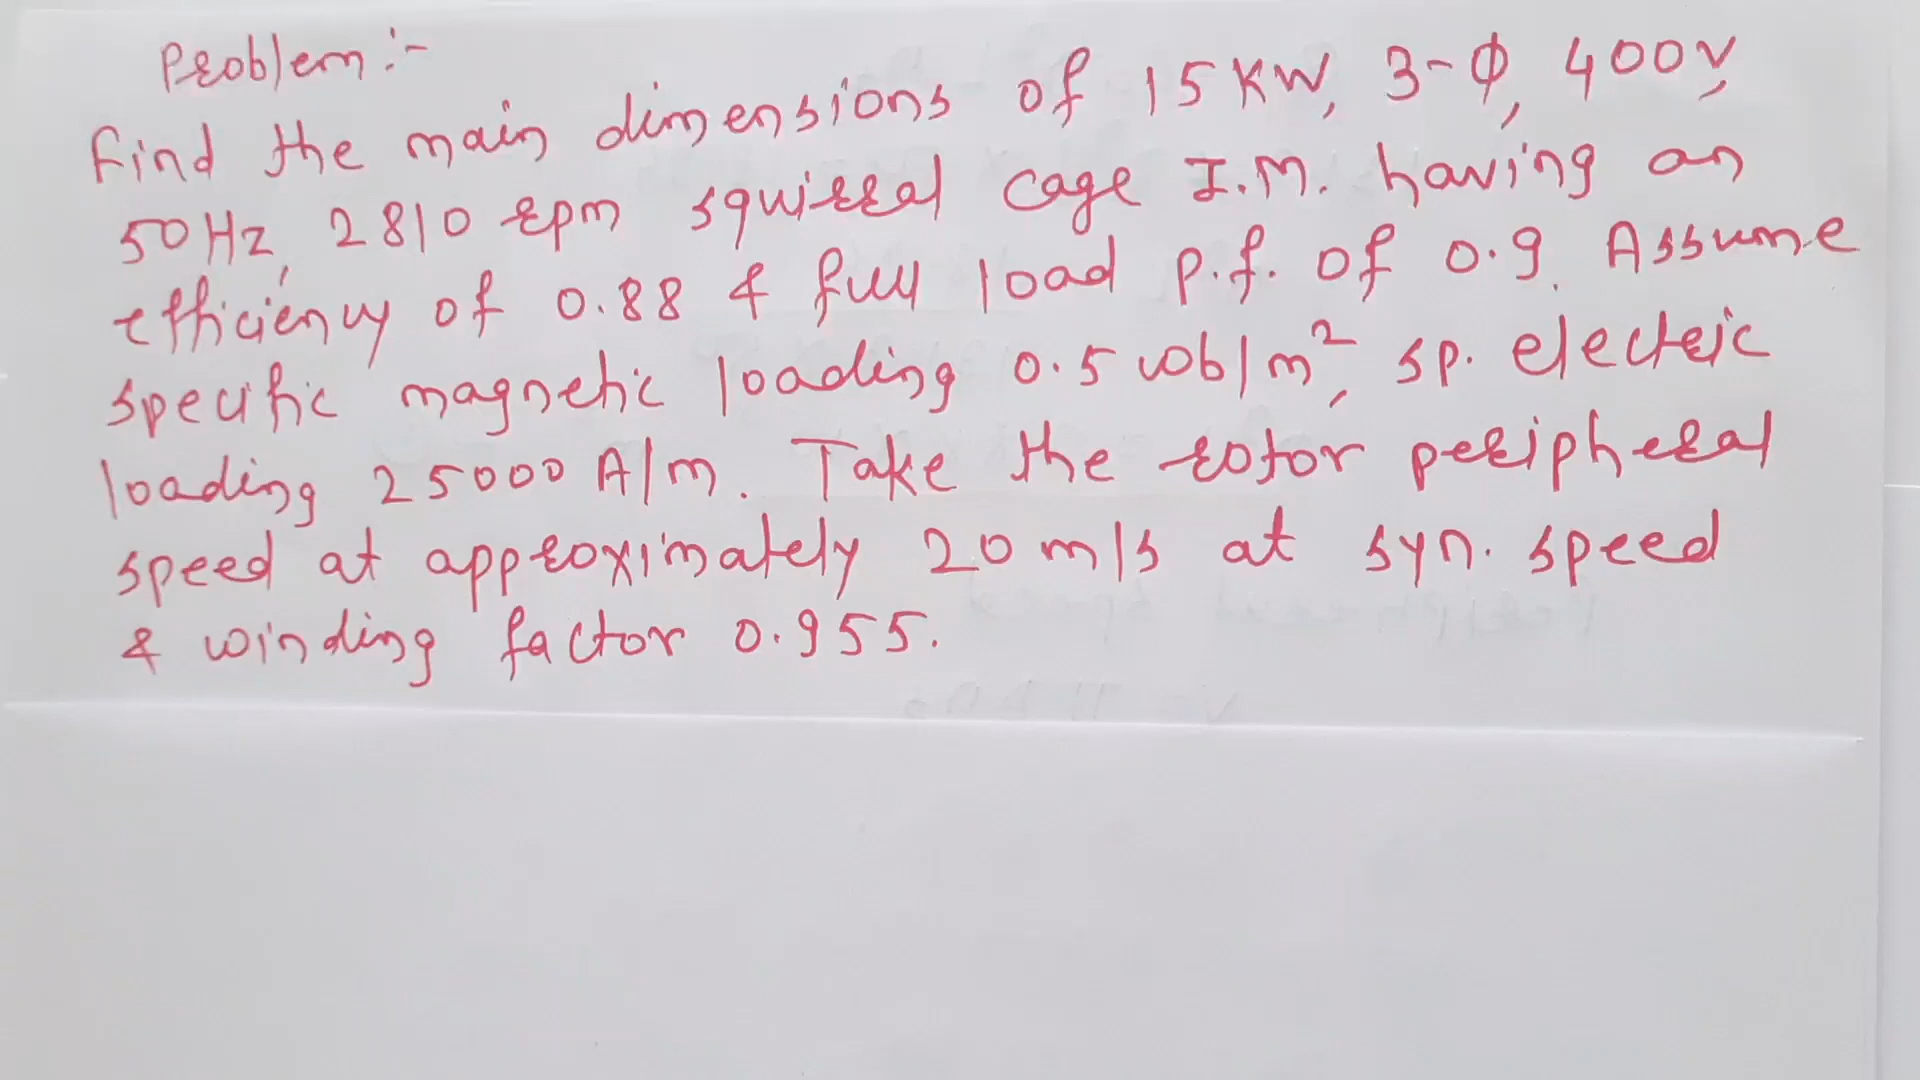 Problem :-
Find the main dimensions of 15 KW, 3-Φ, 400V,
50Hz, 2810 rpm squirrel cage I.M. having an
efficiency of 0.88 & full load p.f. of 0.9. Assume
specific magnetic loading 0.5 wb/m², sp. electric
loading 25000 A/m. Take the rotor peripheral
speed at approximately 20 m/s at syn. speed
& winding factor 0.955.